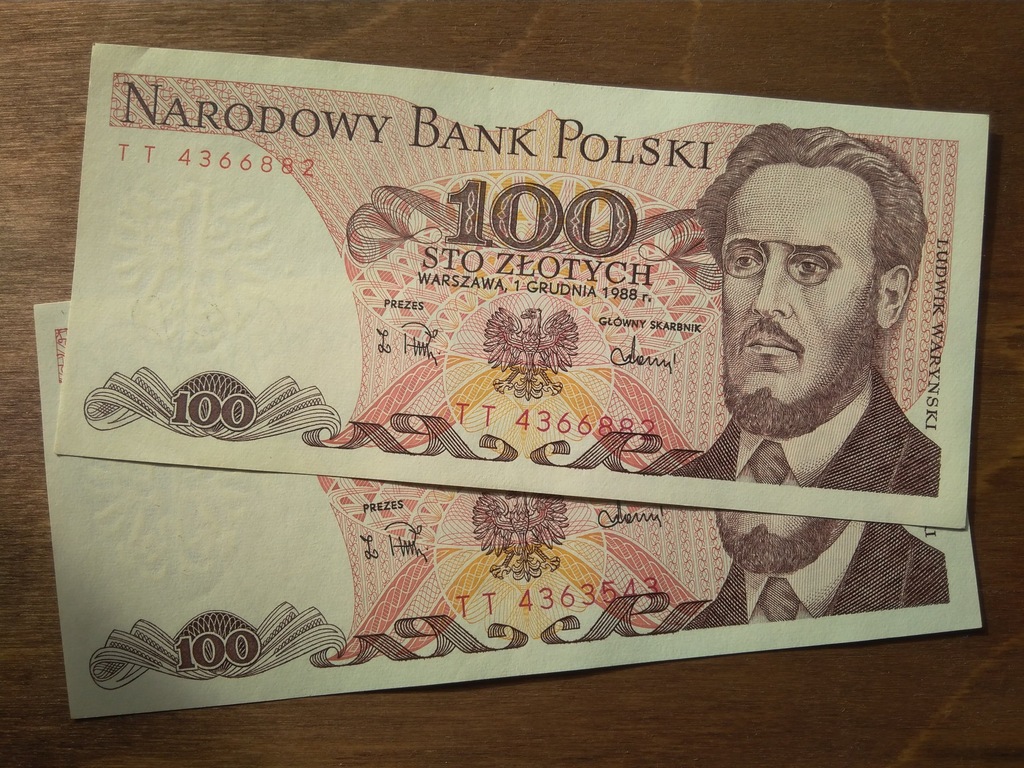 NARODOWY BANK POLSKI
TT 4366882
100
STO ZŁOTYCH
WARSZAWA, 1 GRUDNIA 1988 r.
PREZES
GŁÓWNY SKARBNIK
LUDWIK WARYŃSKI
100
TT 4366882
PREZES
TT 4363543
100